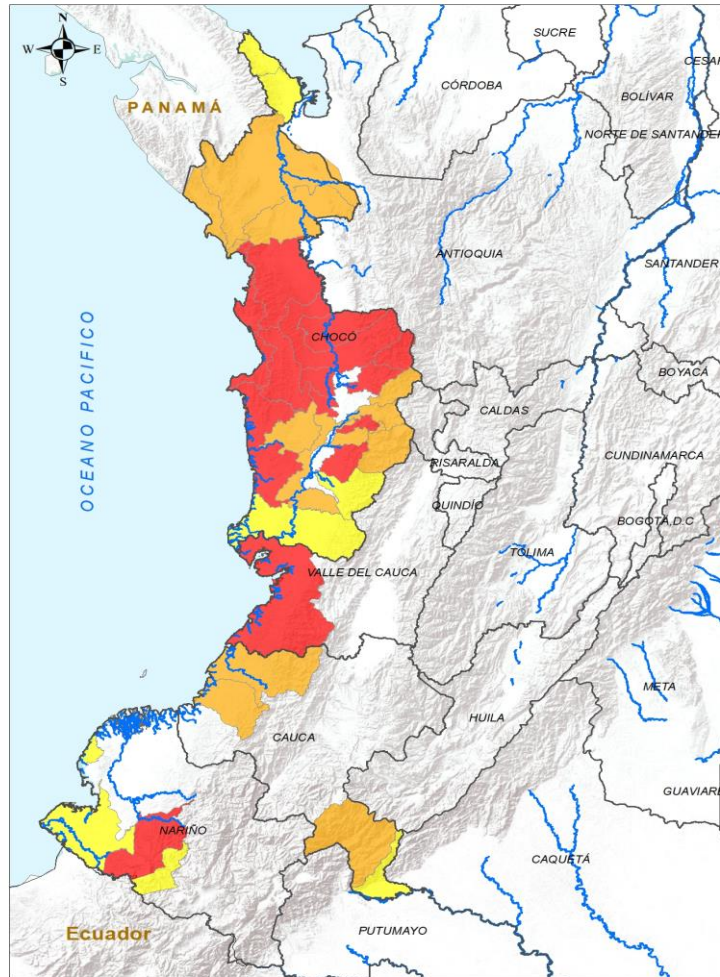 N
W E
S
SUCRE
CESAR
CÓRDOBA
BOLÍVAR
PANAMÁ
NORTE DE SANTANDER
ANTIOQUIA
SANTANDER
CHOCÓ
OCEANO PACIFICO
BOYACA
CALDAS
CUNDINAMARCA
RISARALDA
QUINDÍO
BOGOTÁ, D.C
TOLIMA
VALLE DEL CAUCA
META
HUILA
CAUCA
GUAVIARE
NARIÑO
CAQUETÁ
Ecuador
PUTUMAYO